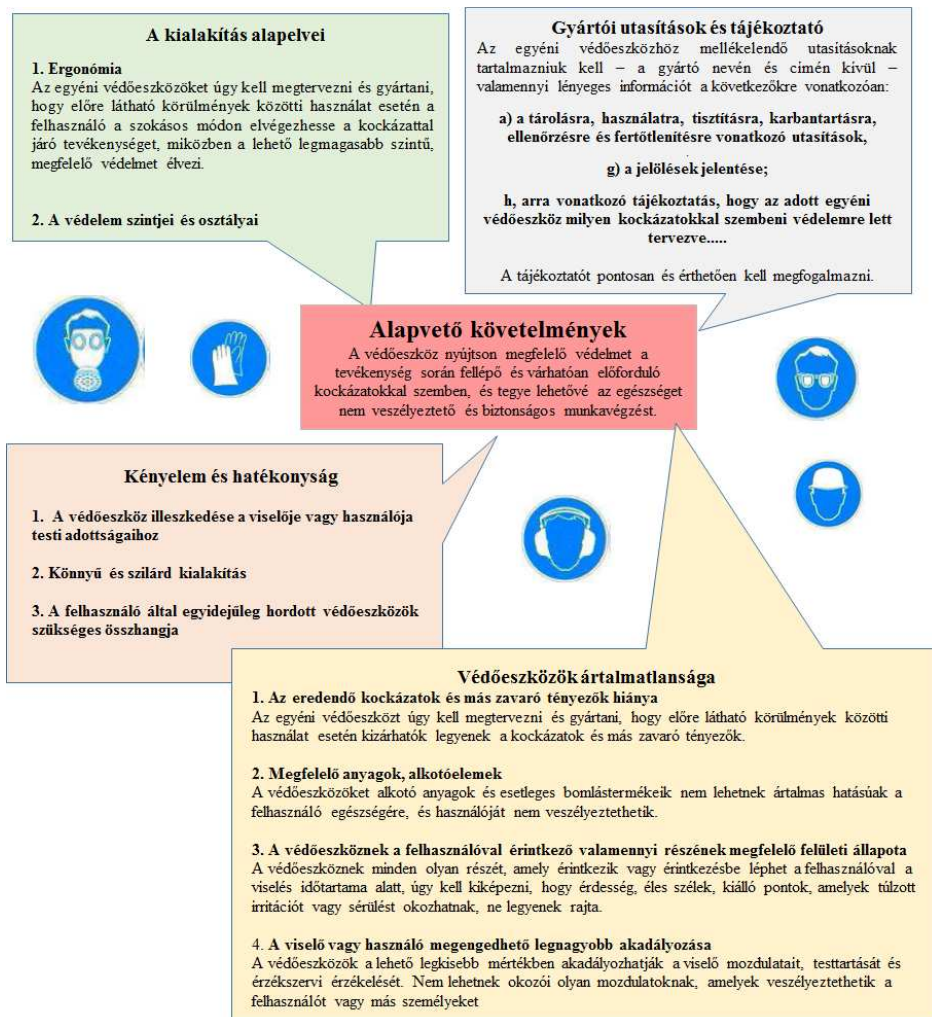 A kialakítás alapelvei
1. Ergonómia
Az egyéni védőeszközöket úgy kell megtervezni és gyártani,
hogy előre látható körülmények közötti használat esetén a
felhasználó a szokásos módon elvégezhesse a kockázattal
járó tevékenységet, miközben a lehető legmagasabb szintű,
megfelelő védelmet élvezi.
2. A védelem szintjei és osztályai
Gyártói utasítások és tájékoztató
Az egyéni védőeszközhöz mellékelendő utasításoknak
tartalmazniuk kell – a gyártó nevén és címén kívül –
valamennyi lényeges információt a következőkre vonatkozóan:
a) a tárolásra, használatra, tisztításra, karbantartásra,
ellenőrzésre és fertőtlenítésre vonatkozó utasítások,
.
g) a jelölések jelentése;
h, arra vonatkozó tájékoztatás, hogy az adott egyéni
védőeszköz milyen kockázatokkal szembeni védelemre lett
tervezve.....
A tájékoztatót pontosan és érthetően kell megfogalmazni.
Alapvető követelmények
A védőeszköz nyújtson megfelelő védelmet a
tevékenység során fellépő és várhatóan előforduló
kockázatokkal szemben, és tegye lehetővé az egészséget
nem veszélyeztető és biztonságos munkavégzést.
Kényelem és hatékonyság
1. A védőeszköz illeszkedése a viselője vagy használója
testi adottságaihoz
2. Könnyű és szilárd kialakítás
3. A felhasználó által egyidejűleg hordott védőeszközök
szükséges összhangja
Védőeszközök ártalmatlansága
1. Az eredendő kockázatok és más zavaró tényezők hiánya
Az egyéni védőeszközt úgy kell megtervezni és gyártani, hogy előre látható körülmények közötti
használat esetén kizárhatók legyenek a kockázatok és más zavaró tényezők.
2. Megfelelő anyagok, alkotóelemek
A védőeszközöket alkotó anyagok és esetleges bomlástermékeik nem lehetnek ártalmas hatásúak a
felhasználó egészségére, és használóját nem veszélyeztethetik.
3. A védőeszköznek a felhasználóval érintkező valamennyi részének megfelelő felületi állapota
A védőeszköznek minden olyan részét, amely érintkezik vagy érintkezésbe léphet a felhasználóval a
viselés időtartama alatt, úgy kell kiképezni, hogy érdesség, éles szélek, kiálló pontok, amelyek túlzott
irritációt vagy sérülést okozhatnak, ne legyenek rajta.
4. A viselő vagy használó megengedhető legnagyobb akadályozása
A védőeszközök a lehető legkisebb mértékben akadályozhatják a viselő mozdulatait, testtartását és
érzékszervi érzékelését. Nem lehetnek okozói olyan mozdulatoknak, amelyek veszélyeztethetik a
felhasználót vagy más személyeket